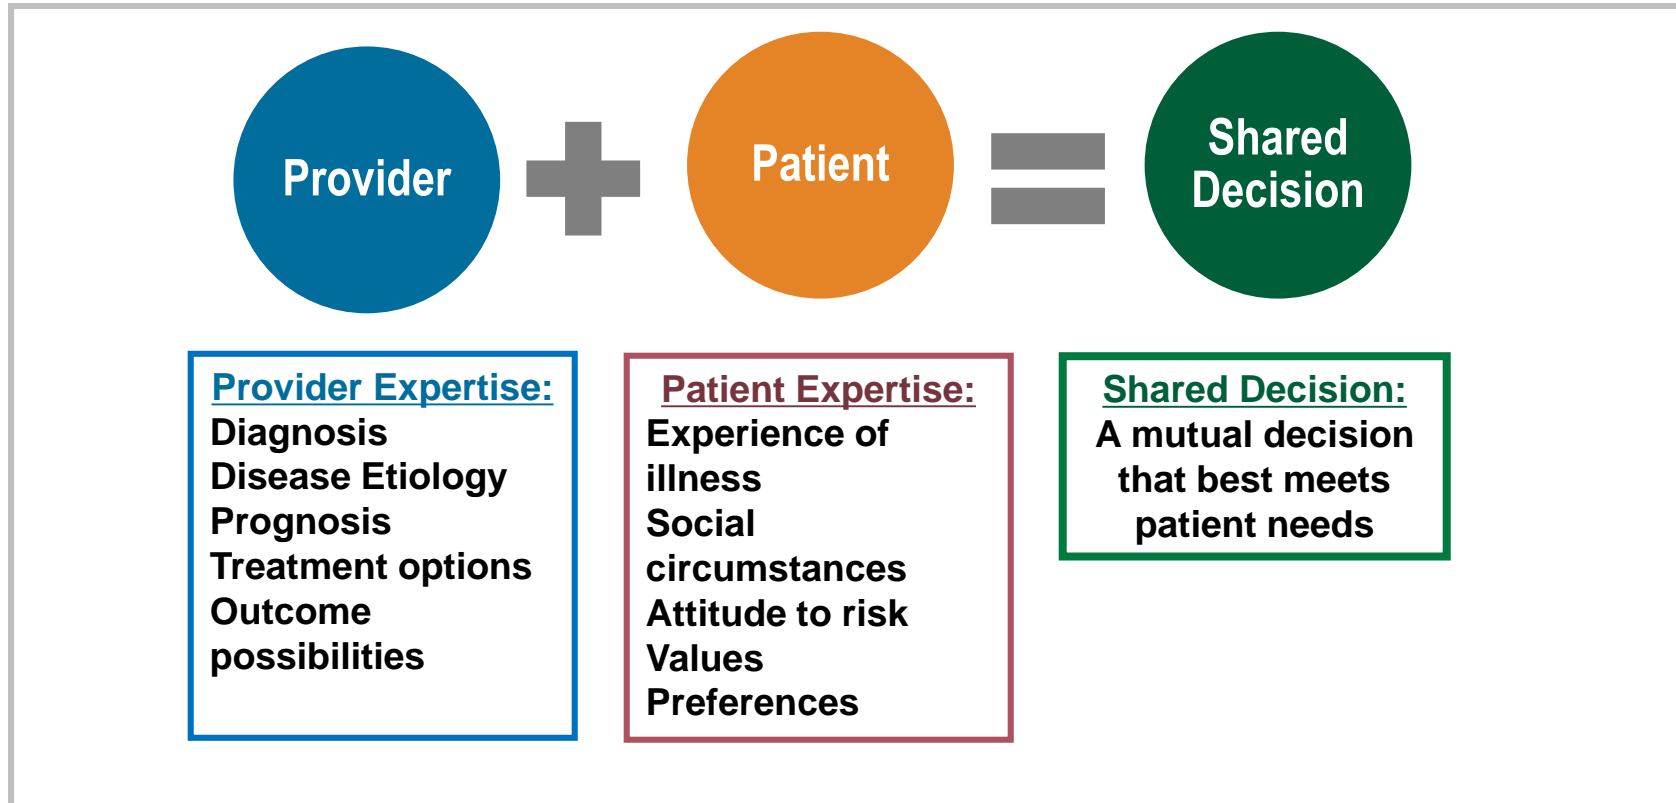 Provider
Patient
Shared
Decision
Provider Expertise:
Diagnosis
Disease Etiology
Prognosis
Treatment options
Outcome
possibilities
Patient Expertise:
Experience of
illness
Social
circumstances
Attitude to risk
Values
Preferences
Shared Decision:
A mutual decision
that best meets
patient needs